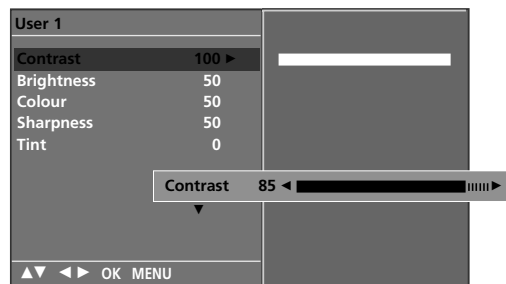 User 1
Contrast 100 ►
Brightness 50
Colour 50
Sharpness 50
Tint 0
Contrast 85 ◄ ►
▼
▲▼ ◄► OK MENU